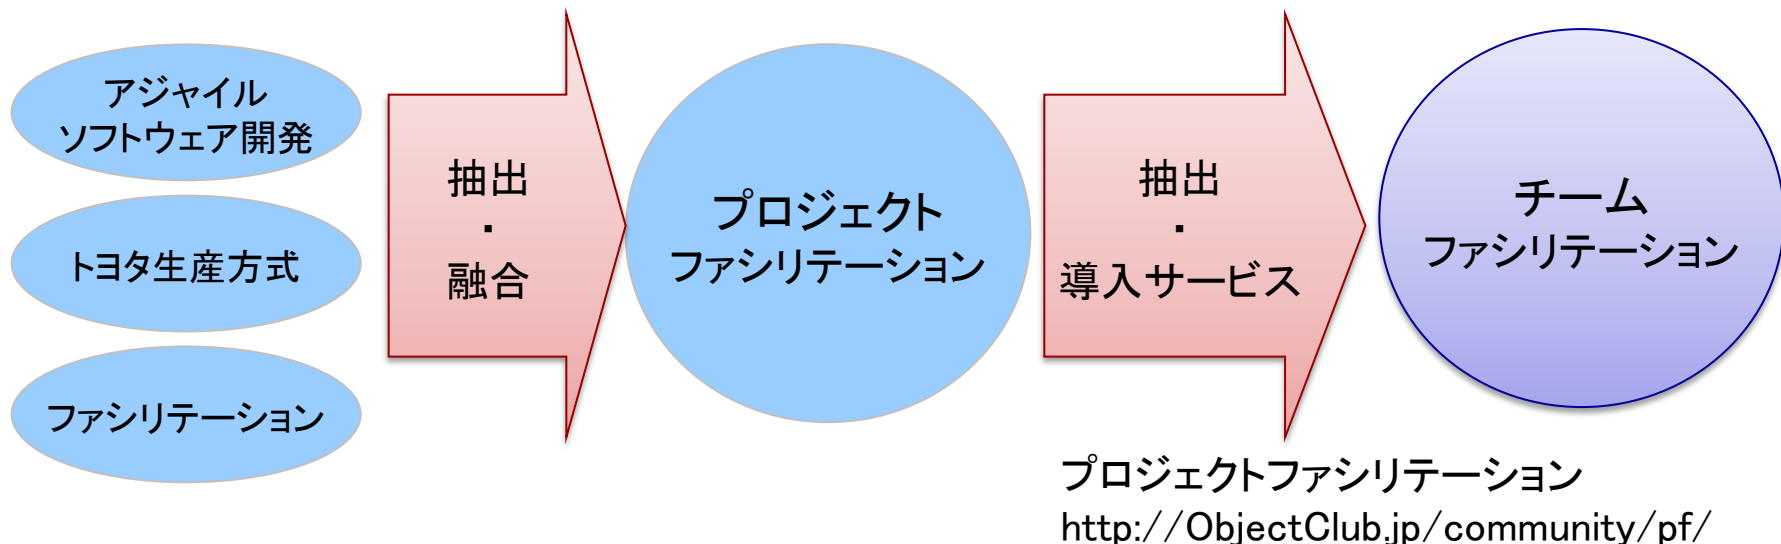 アジャイル
ソフトウェア開発
トヨタ生産方式
ファシリテーション
抽出
・
融合
プロジェクト
ファシリテーション
抽出
・
導入サービス
チーム
ファシリテーション
プロジェクトファシリテーション
http://ObjectClub.jp/community/pf/